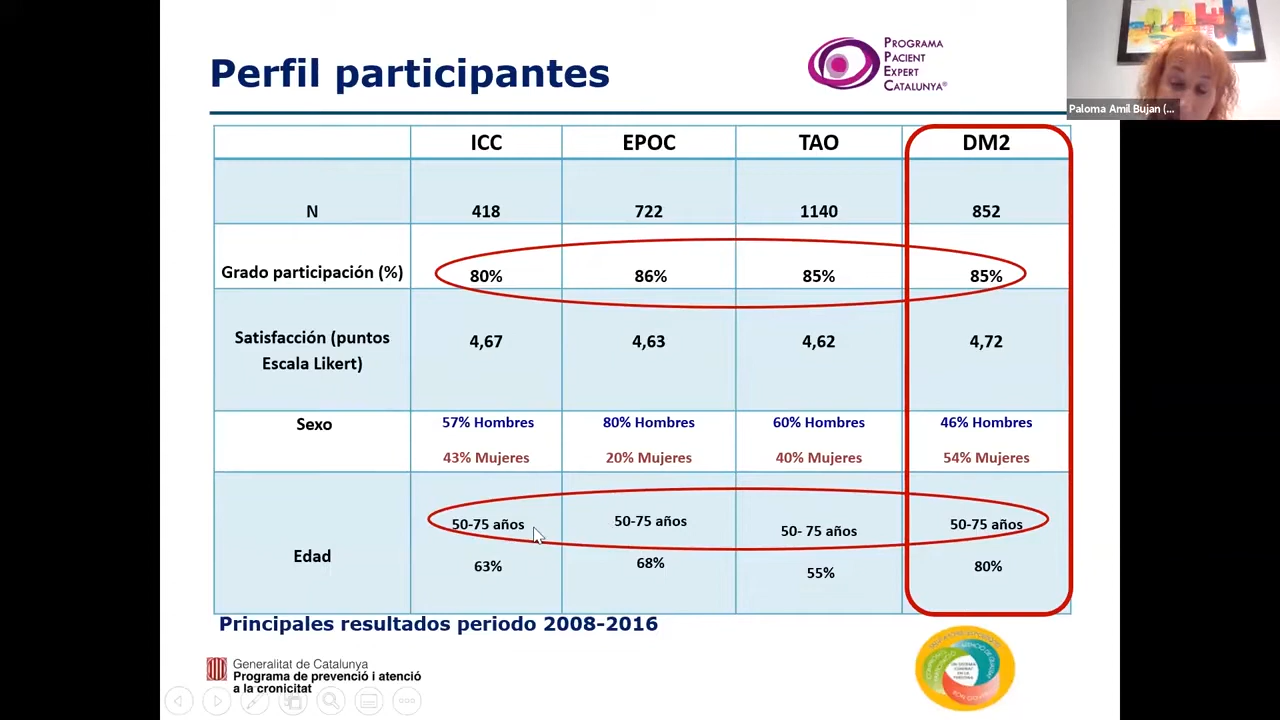 Perfil participantes
PROGRAMA
PACIENT
EXPERT
CATALUNYA®
Paloma Amil Bujan (...
ICC EPOC TAO DM2
N 418 722 1140 852
Grado participación (%) 80% 86% 85% 85%
Satisfacción (puntos
Escala Likert) 4,67 4,63 4,62 4,72
Sexo 57% Hombres 80% Hombres 60% Hombres 46% Hombres
43% Mujeres 20% Mujeres 40% Mujeres 54% Mujeres
Edad 50-75 años 50-75 años 50- 75 años 50-75 años
63% 68% 55% 80%
Principales resultados periodo 2008-2016
Generalitat de Catalunya
Programa de prevenció i atenció
a la cronicitat